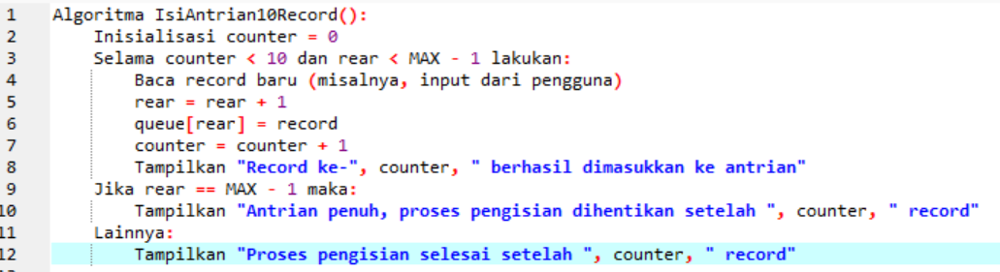 1 Algoritma IsiAntrian10Record():
2 Inisialisasi counter = 0
3 Selama counter < 10 dan rear < MAX - 1 lakukan:
4 Baca record baru (misalnya, input dari pengguna)
5 rear = rear + 1
6 queue[rear] = record
7 counter = counter + 1
8 Tampilkan "Record ke-", counter, " berhasil dimasukkan ke antrian"
9 Jika rear == MAX - 1 maka:
10 Tampilkan "Antrian penuh, proses pengisian dihentikan setelah ", counter, " record"
11 Lainnya:
12 Tampilkan "Proses pengisian selesai setelah ", counter, " record"